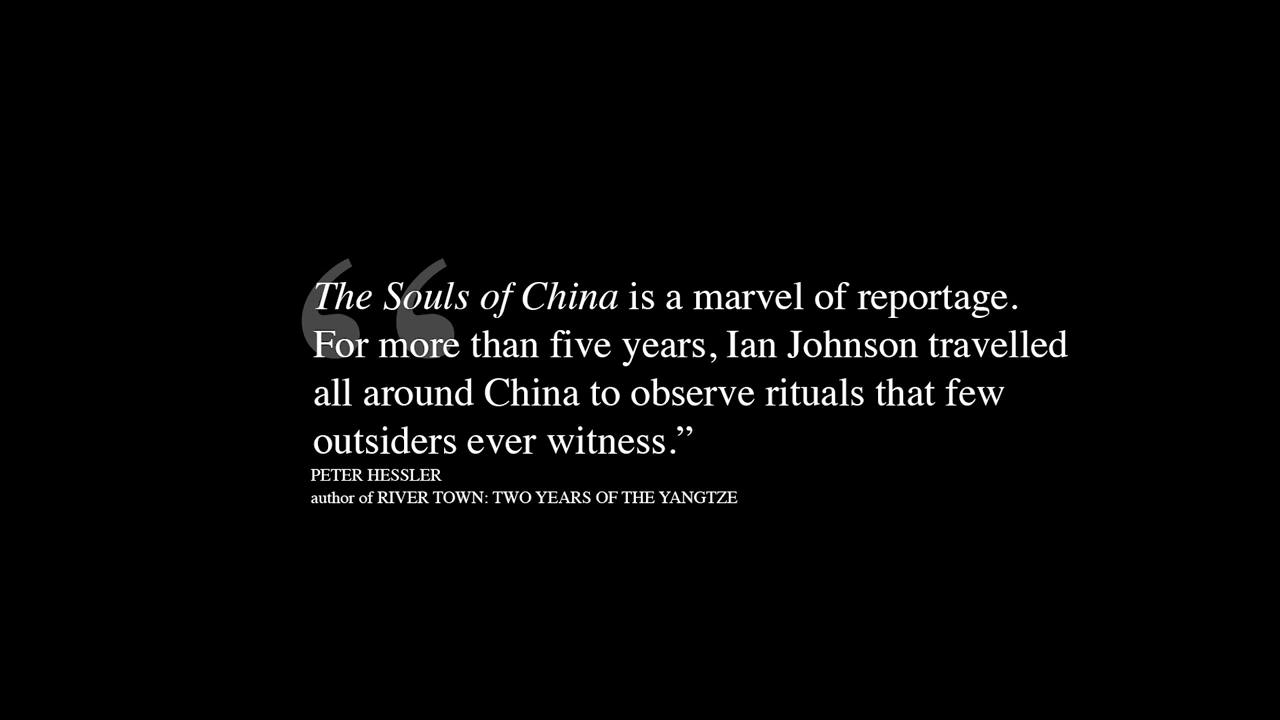 “The Souls of China is a marvel of reportage.
For more than five years, Ian Johnson travelled
all around China to observe rituals that few
outsiders ever witness.”
PETER HESSLER
author of RIVER TOWN: TWO YEARS OF THE YANGTZE